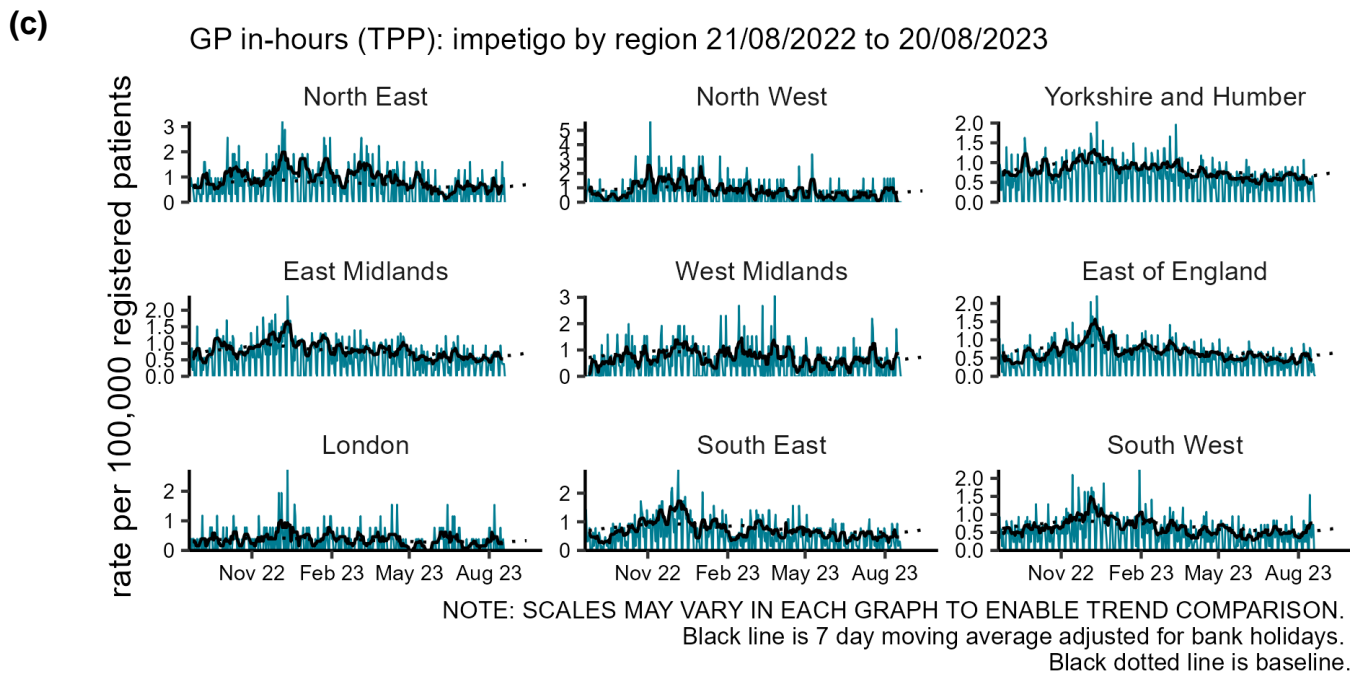 (c)
GP in-hours (TPP): impetigo by region 21/08/2022 to 20/08/2023
rate per 100,000 registered patients
North East
3
2
1
0
North West
5
4
3
2
1
0
Yorkshire and Humber
2.0
1.5
1.0
0.5
0.0
East Midlands
2.0
1.5
1.0
0.5
0.0
West Midlands
3
2
1
0
East of England
2.0
1.5
1.0
0.5
0.0
London
2
1
0
South East
2
1
0
South West
2.0
1.5
1.0
0.5
0.0
Nov 22 Feb 23 May 23 Aug 23
Nov 22 Feb 23 May 23 Aug 23
Nov 22 Feb 23 May 23 Aug 23
NOTE: SCALES MAY VARY IN EACH GRAPH TO ENABLE TREND COMPARISON.
Black line is 7 day moving average adjusted for bank holidays.
Black dotted line is baseline.